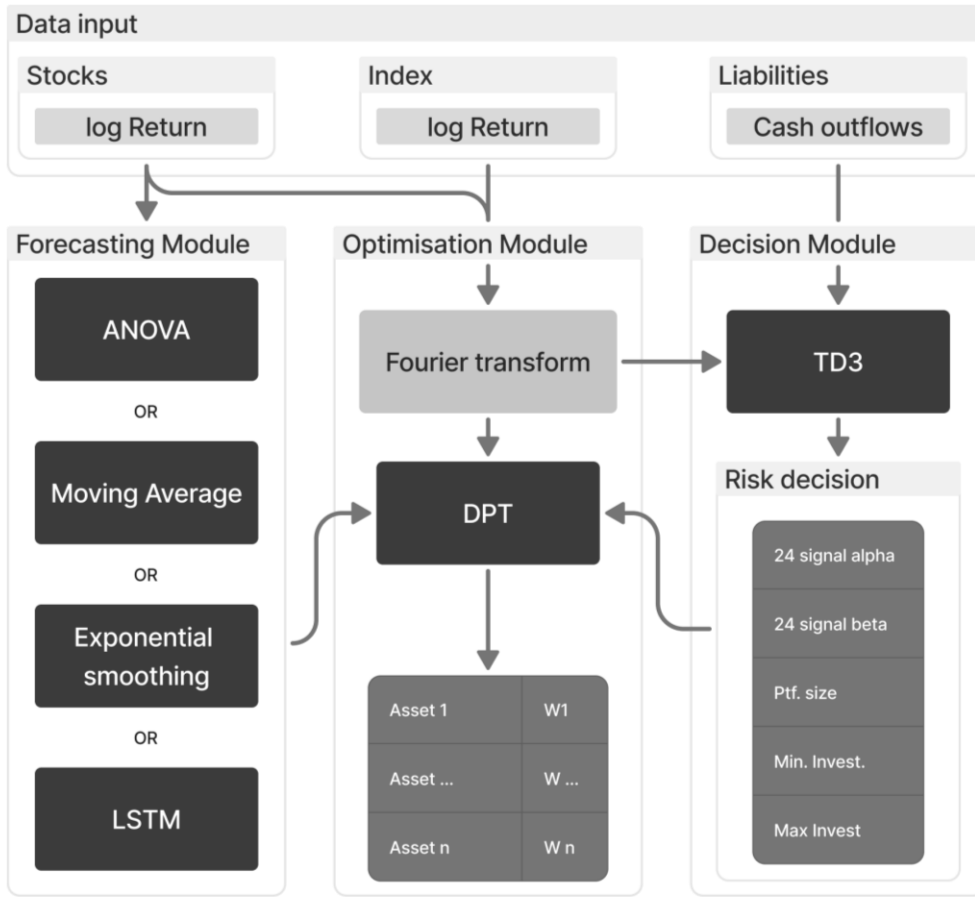 Data input
Stocks
log Return
Index
log Return
Liabilities
Cash outflows
Forecasting Module
ANOVA
OR
Moving Average
OR
Exponential
smoothing
OR
LSTM
Optimisation Module
Fourier transform
DPT
Asset 1
W1
Asset ...
W ...
Asset n
W n
Decision Module
TD3
Risk decision
24 signal alpha
24 signal beta
Ptf. size
Min. Invest.
Max Invest